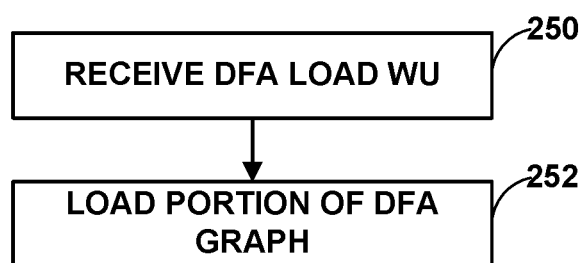 250
RECEIVE DFA LOAD WU
252
LOAD PORTION OF DFA
GRAPH